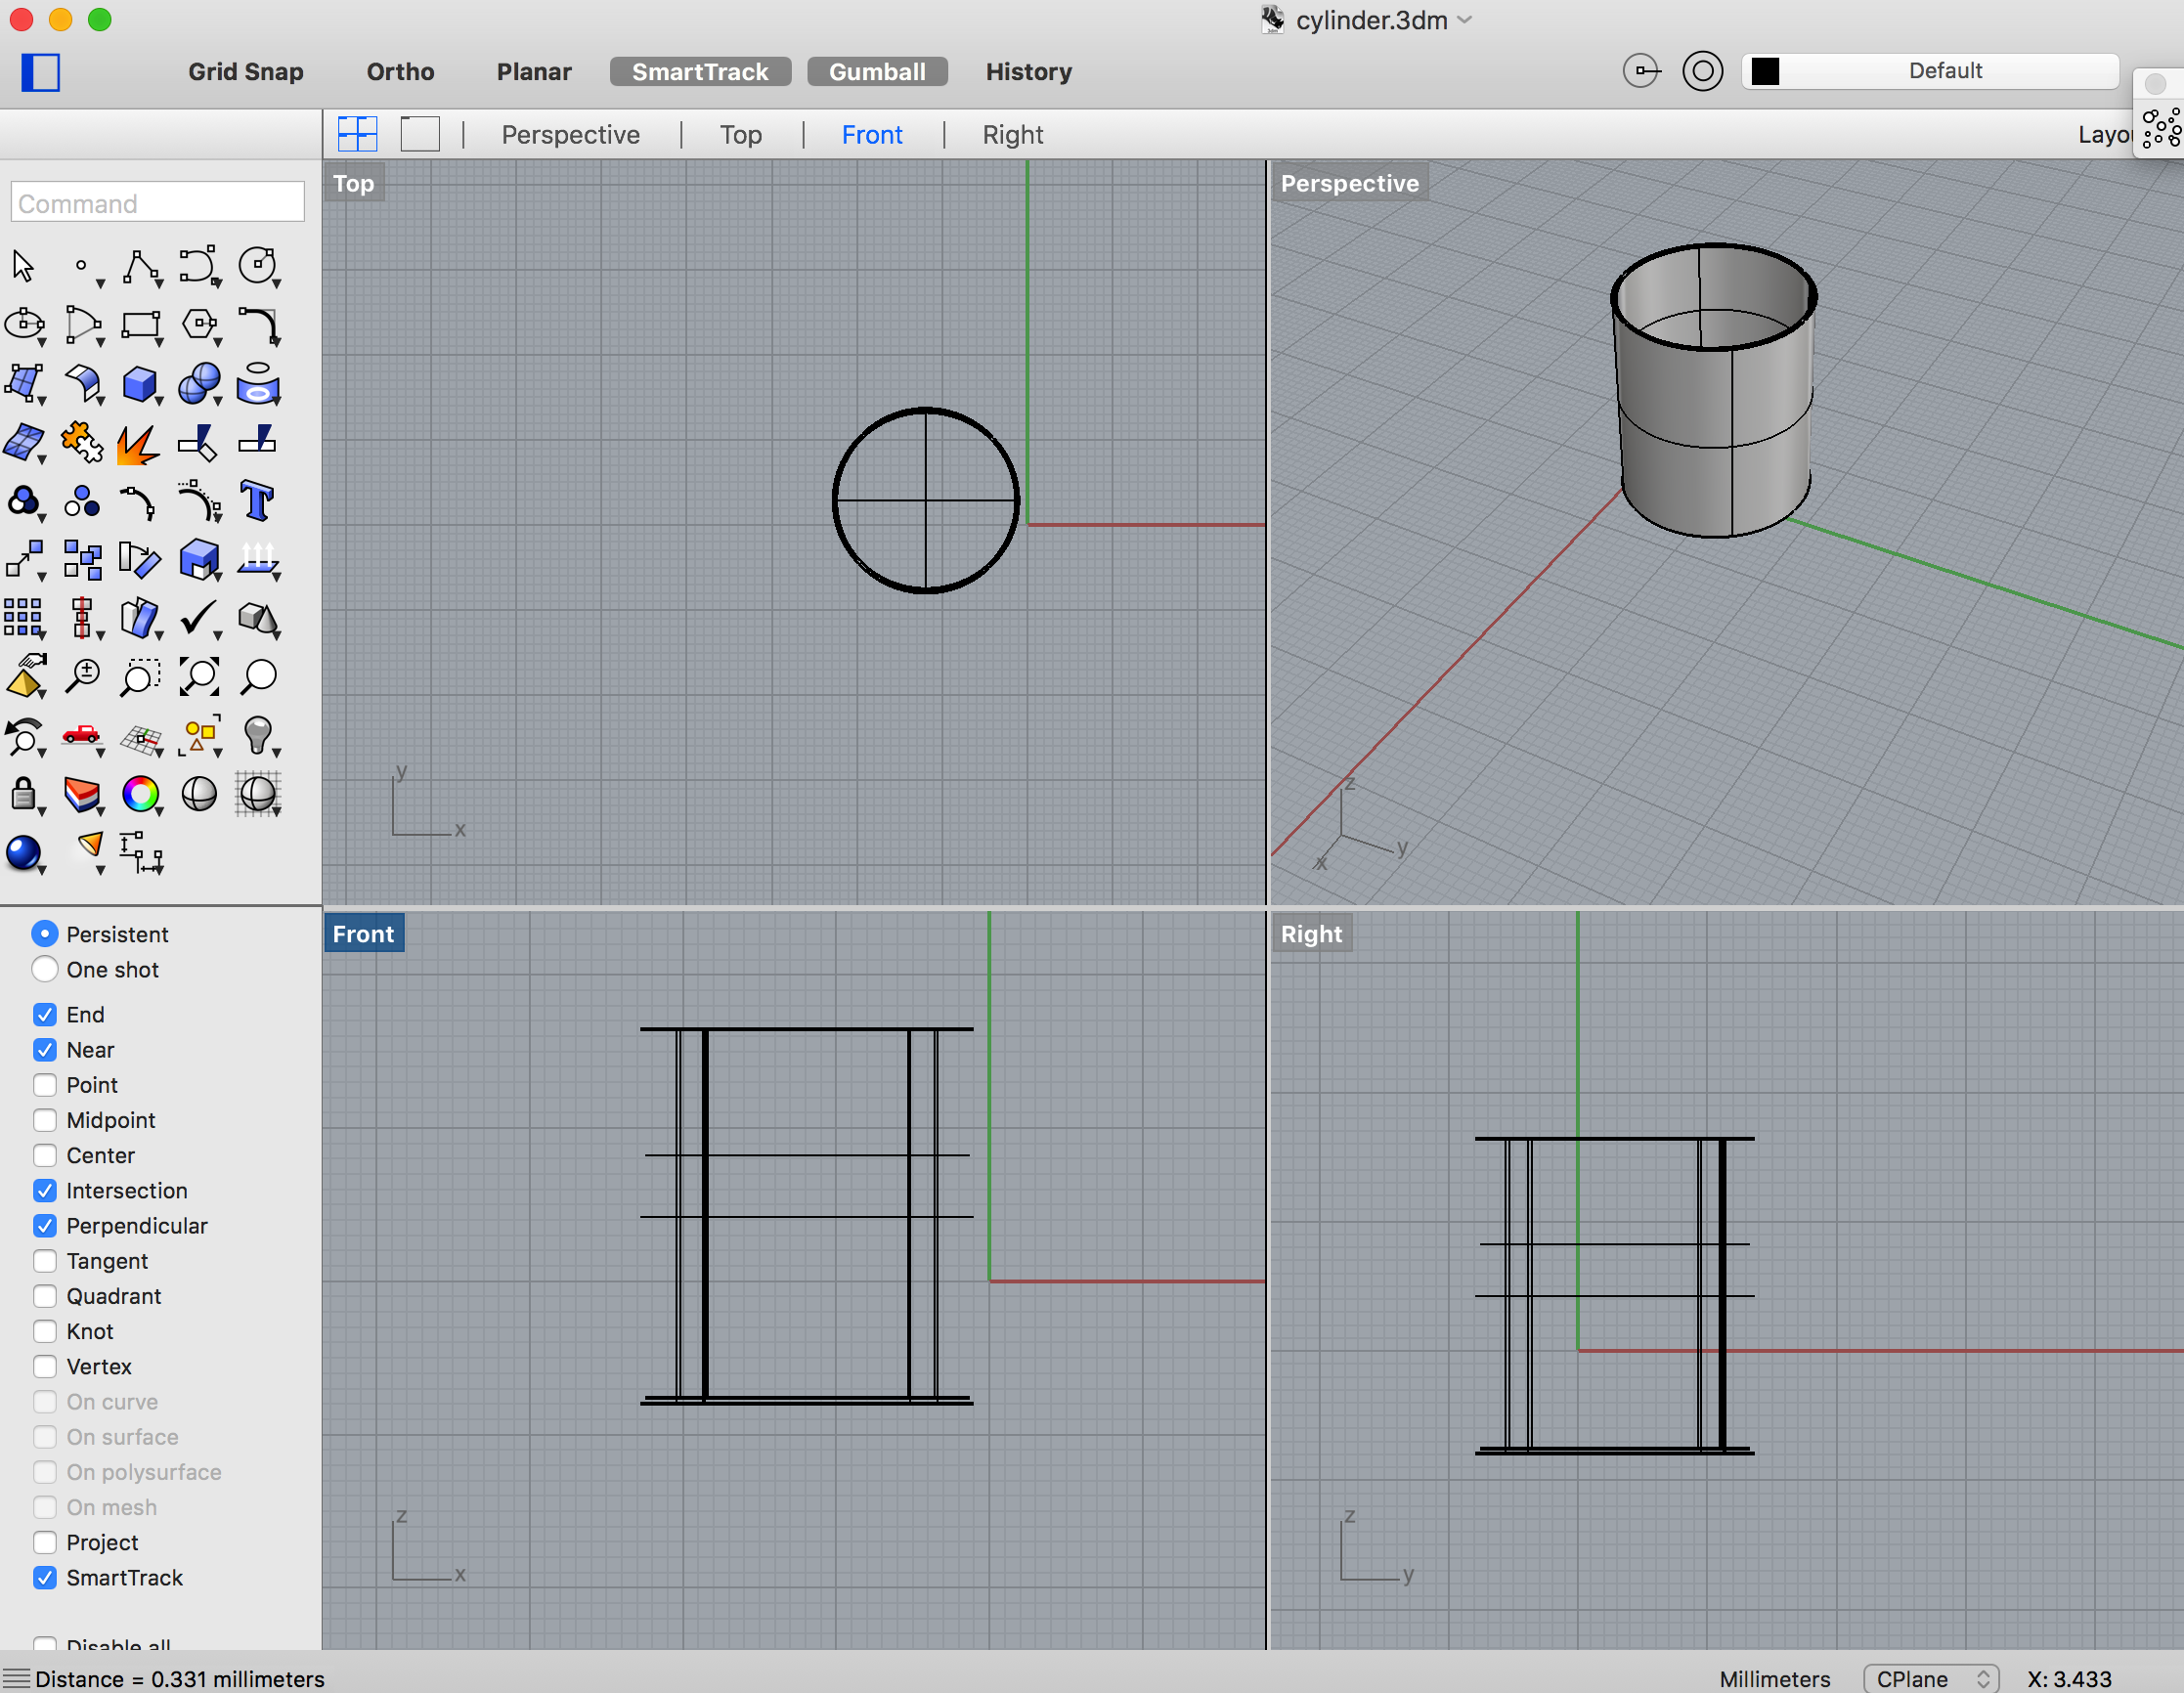 cylinder.3dm
Grid Snap Ortho Planar SmartTrack Gumball History Default
Perspective Top Front Right
Command
Top
Perspective
y
x
z
y
x
Persistent
One shot
End
Near
Point
Midpoint
Center
Intersection
Perpendicular
Tangent
Quadrant
Knot
Vertex
On curve
On surface
On polysurface
On mesh
Project
SmartTrack
Disable all
Front
Right
z
x
z
y
Distance = 0.331 millimeters Millimeters CPlane X: 3.433